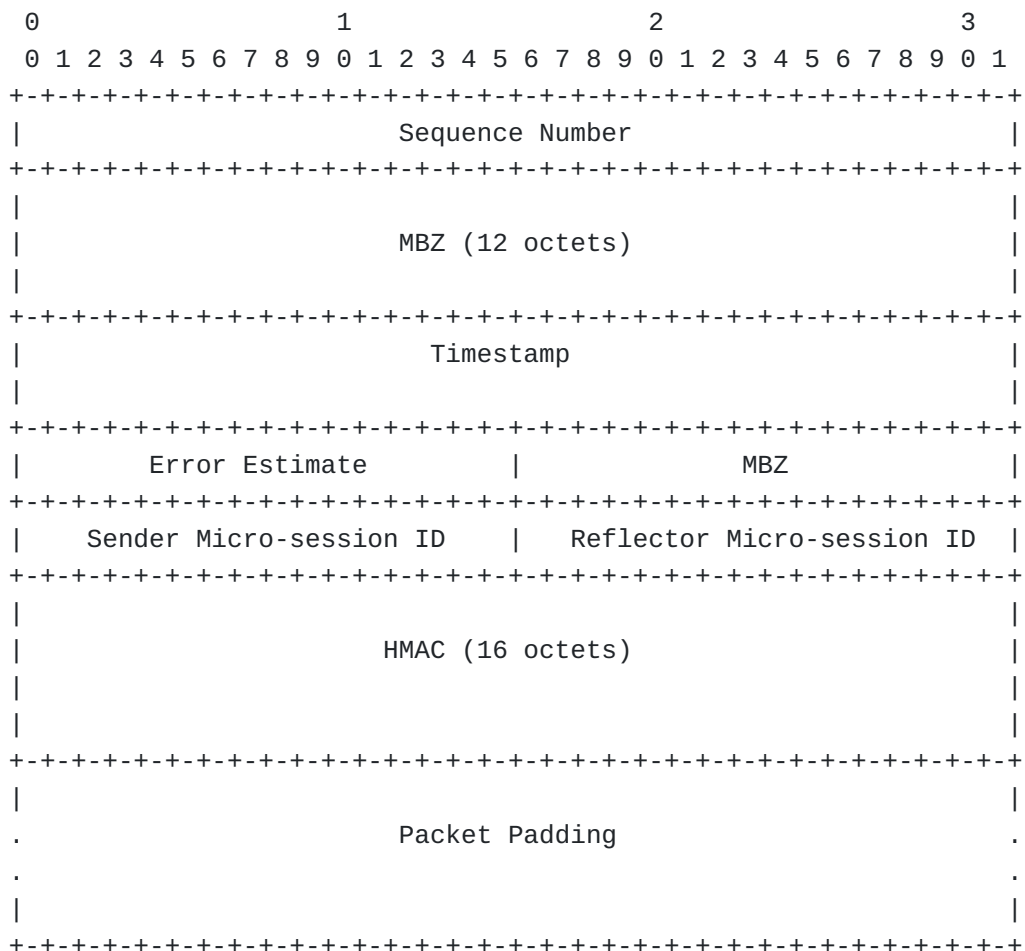 0                   1                   2                   3
 0 1 2 3 4 5 6 7 8 9 0 1 2 3 4 5 6 7 8 9 0 1 2 3 4 5 6 7 8 9 0 1
+-+-+-+-+-+-+-+-+-+-+-+-+-+-+-+-+-+-+-+-+-+-+-+-+-+-+-+-+-+-+-+-+
|                        Sequence Number                        |
+-+-+-+-+-+-+-+-+-+-+-+-+-+-+-+-+-+-+-+-+-+-+-+-+-+-+-+-+-+-+-+-+
|                                                               |
|                        MBZ (12 octets)                        |
|                                                               |
+-+-+-+-+-+-+-+-+-+-+-+-+-+-+-+-+-+-+-+-+-+-+-+-+-+-+-+-+-+-+-+-+
|                          Timestamp                            |
|                                                               |
+-+-+-+-+-+-+-+-+-+-+-+-+-+-+-+-+-+-+-+-+-+-+-+-+-+-+-+-+-+-+-+-+
|        Error Estimate         |              MBZ              |
+-+-+-+-+-+-+-+-+-+-+-+-+-+-+-+-+-+-+-+-+-+-+-+-+-+-+-+-+-+-+-+-+
|    Sender Micro-session ID    |   Reflector Micro-session ID  |
+-+-+-+-+-+-+-+-+-+-+-+-+-+-+-+-+-+-+-+-+-+-+-+-+-+-+-+-+-+-+-+-+
|                                                               |
|                       HMAC (16 octets)                        |
|                                                               |
|                                                               |
+-+-+-+-+-+-+-+-+-+-+-+-+-+-+-+-+-+-+-+-+-+-+-+-+-+-+-+-+-+-+-+-+
|                                                               |
.                        Packet Padding                         .
.                                                               .
|                                                               |
+-+-+-+-+-+-+-+-+-+-+-+-+-+-+-+-+-+-+-+-+-+-+-+-+-+-+-+-+-+-+-+-+